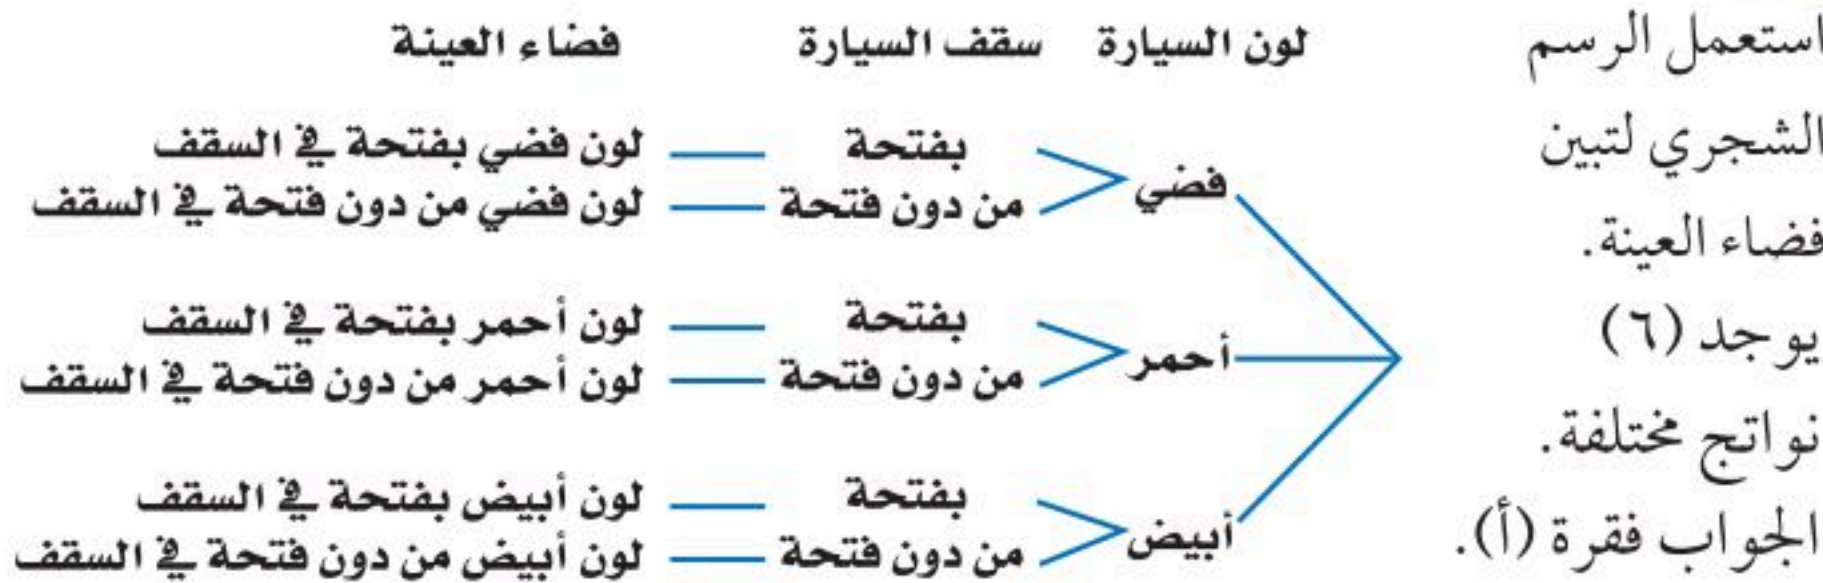 استعمل الرسم
الشجري لتبين
فضاء العينة.
يوجد (٦)
نواتج مختلفة.
الجواب فقرة (أ).
لون السيارة سقف السيارة فضاء العينة
فضي
بفتحة لون فضي بفتحة في السقف
من دون فتحة لون فضي من دون فتحة في السقف
أحمر
بفتحة لون أحمر بفتحة في السقف
من دون فتحة لون أحمر من دون فتحة في السقف
أبيض
بفتحة لون أبيض بفتحة في السقف
من دون فتحة لون أبيض من دون فتحة في السقف